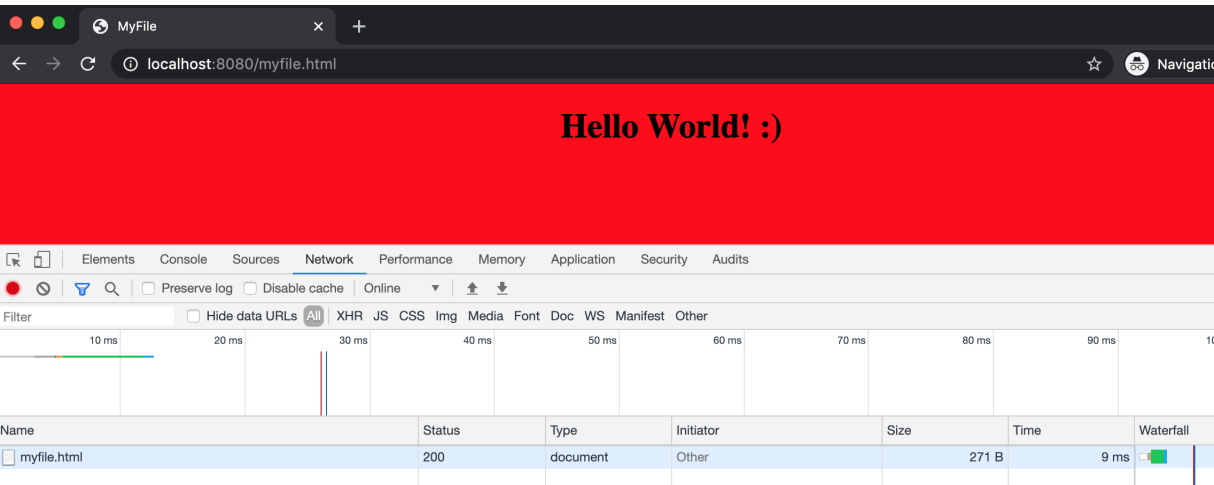 MyFile
localhost:8080/myfile.html
Hello World! :)
Elements Console Sources Network Performance Memory Application Security Audits
Preserve log Disable cache Online
Filter Hide data URLs All XHR JS CSS Img Media Font Doc WS Manifest Other
10 ms 20 ms 30 ms 40 ms 50 ms 60 ms 70 ms 80 ms 90 ms
Name Status Type Initiator Size Time Waterfall
myfile.html 200 document Other 271 B 9 ms